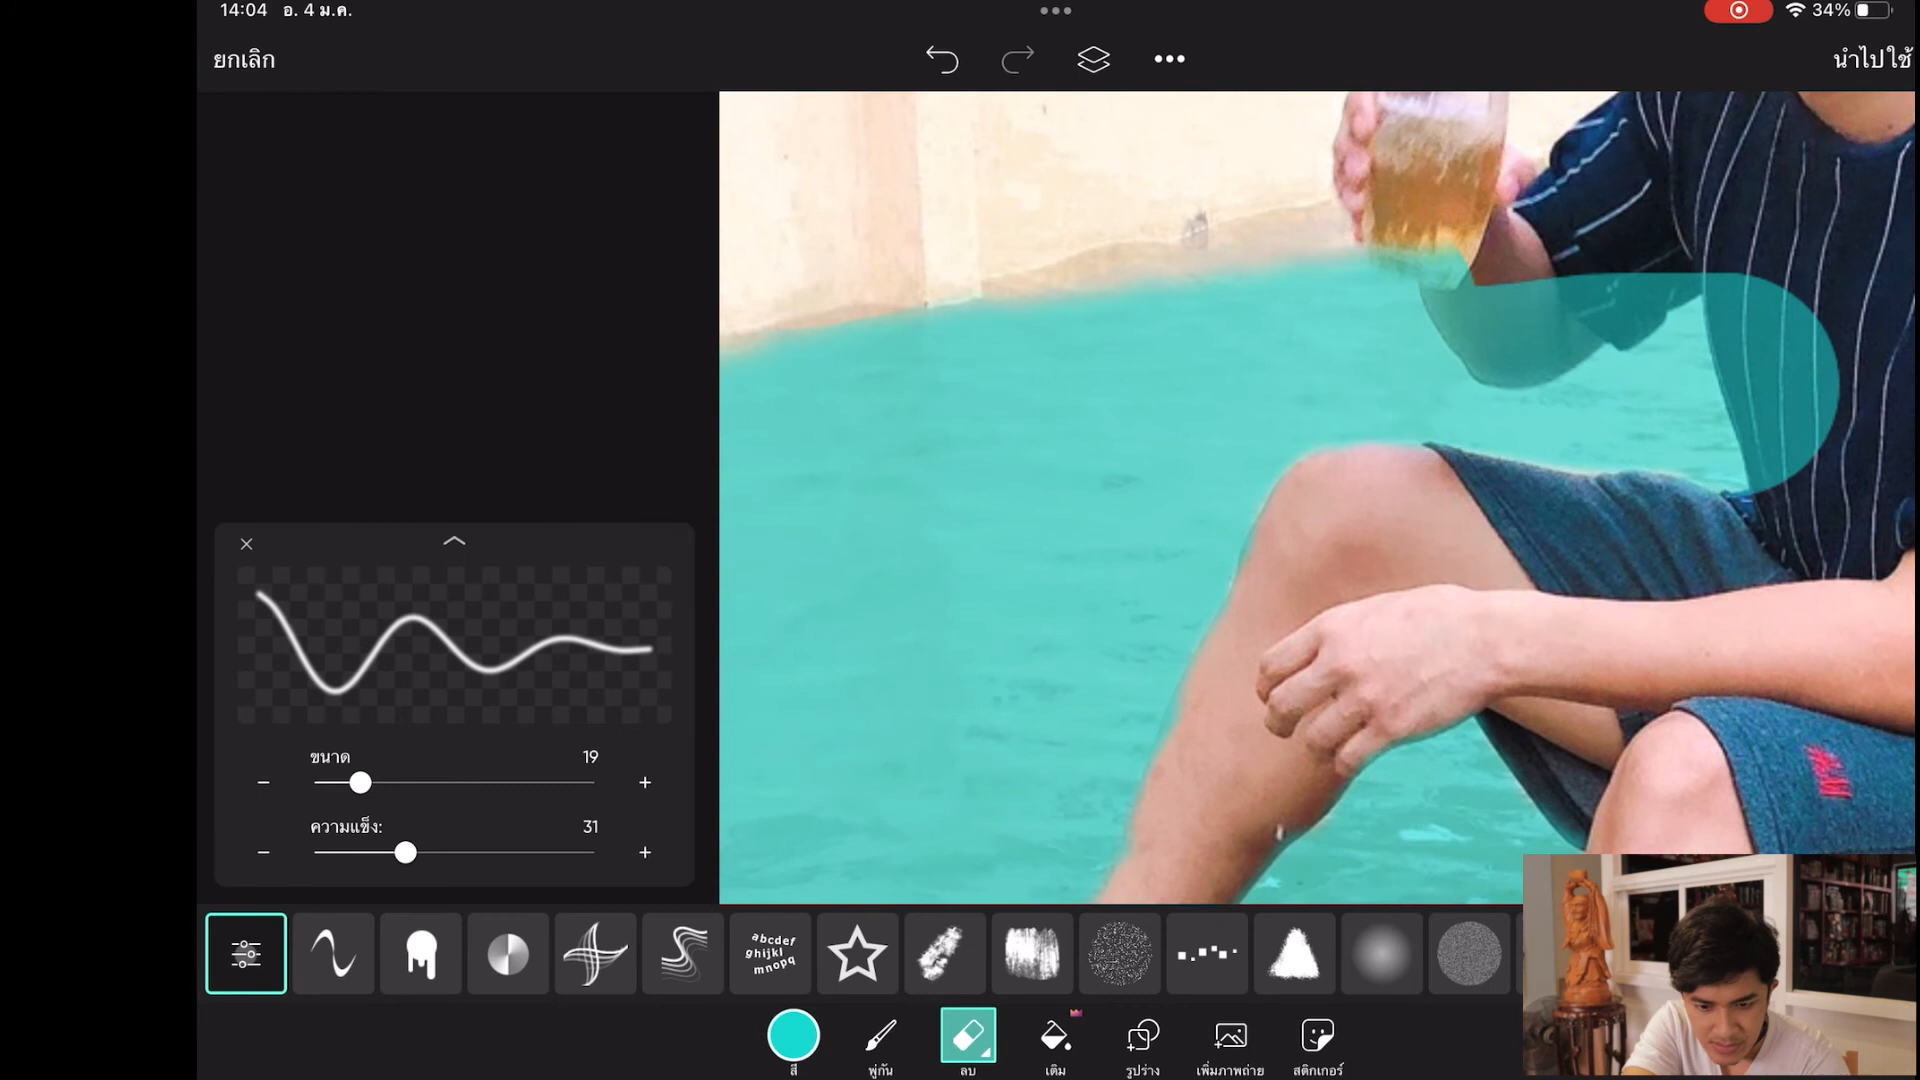 14:04 อ. 4 ม.ค.
34%
ยกเลิก
นำไปใช้
ขนาด 19
ความแข็ง: 31
abcdef
ghijkl
mnopq
สี
พู่กัน
ลบ
เติม
รูปร่าง
เพิ่มภาพถ่าย
สติกเกอร์